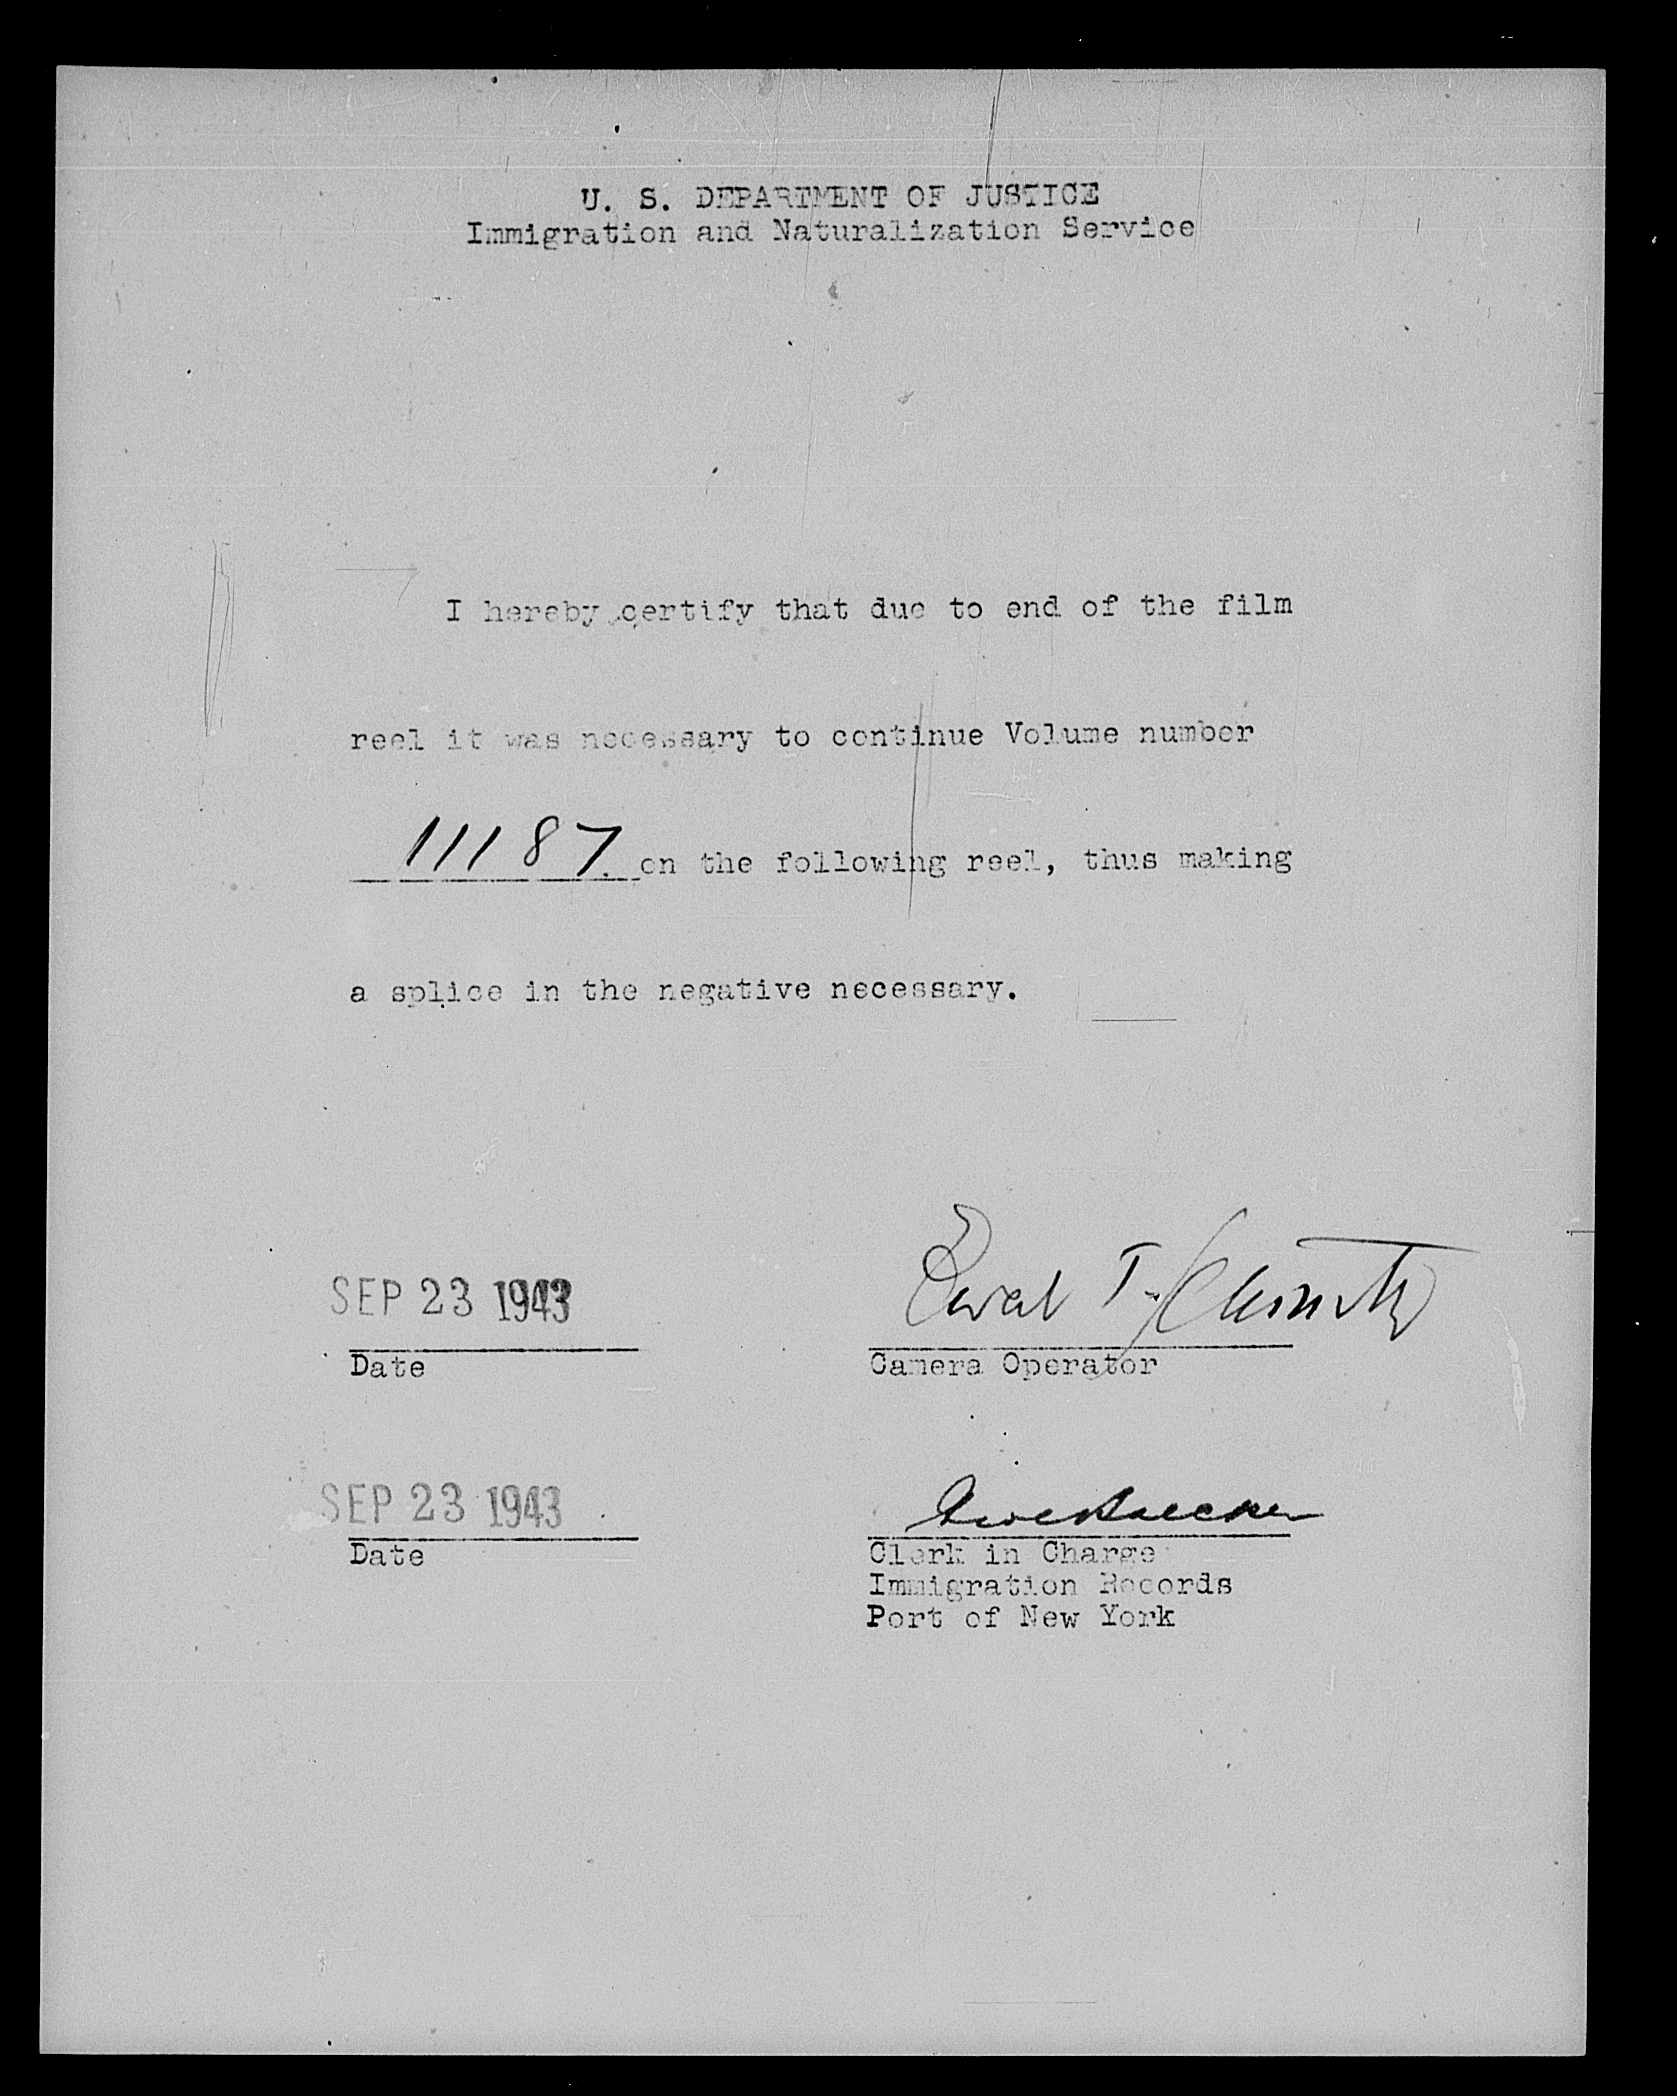 U. S. DEPARTMENT OF JUSTICE
Immigration and Naturalization Service
I hereby certify that due to end of the film
reel it was necessary to continue Volume number
11187 on the following reel, thus making
a splice in the negative necessary.
SEP 23 1943
Date
T.
Camera Operator
SEP 23 1943
Date
Clerk in Charge
Immigration Records
Port of New York